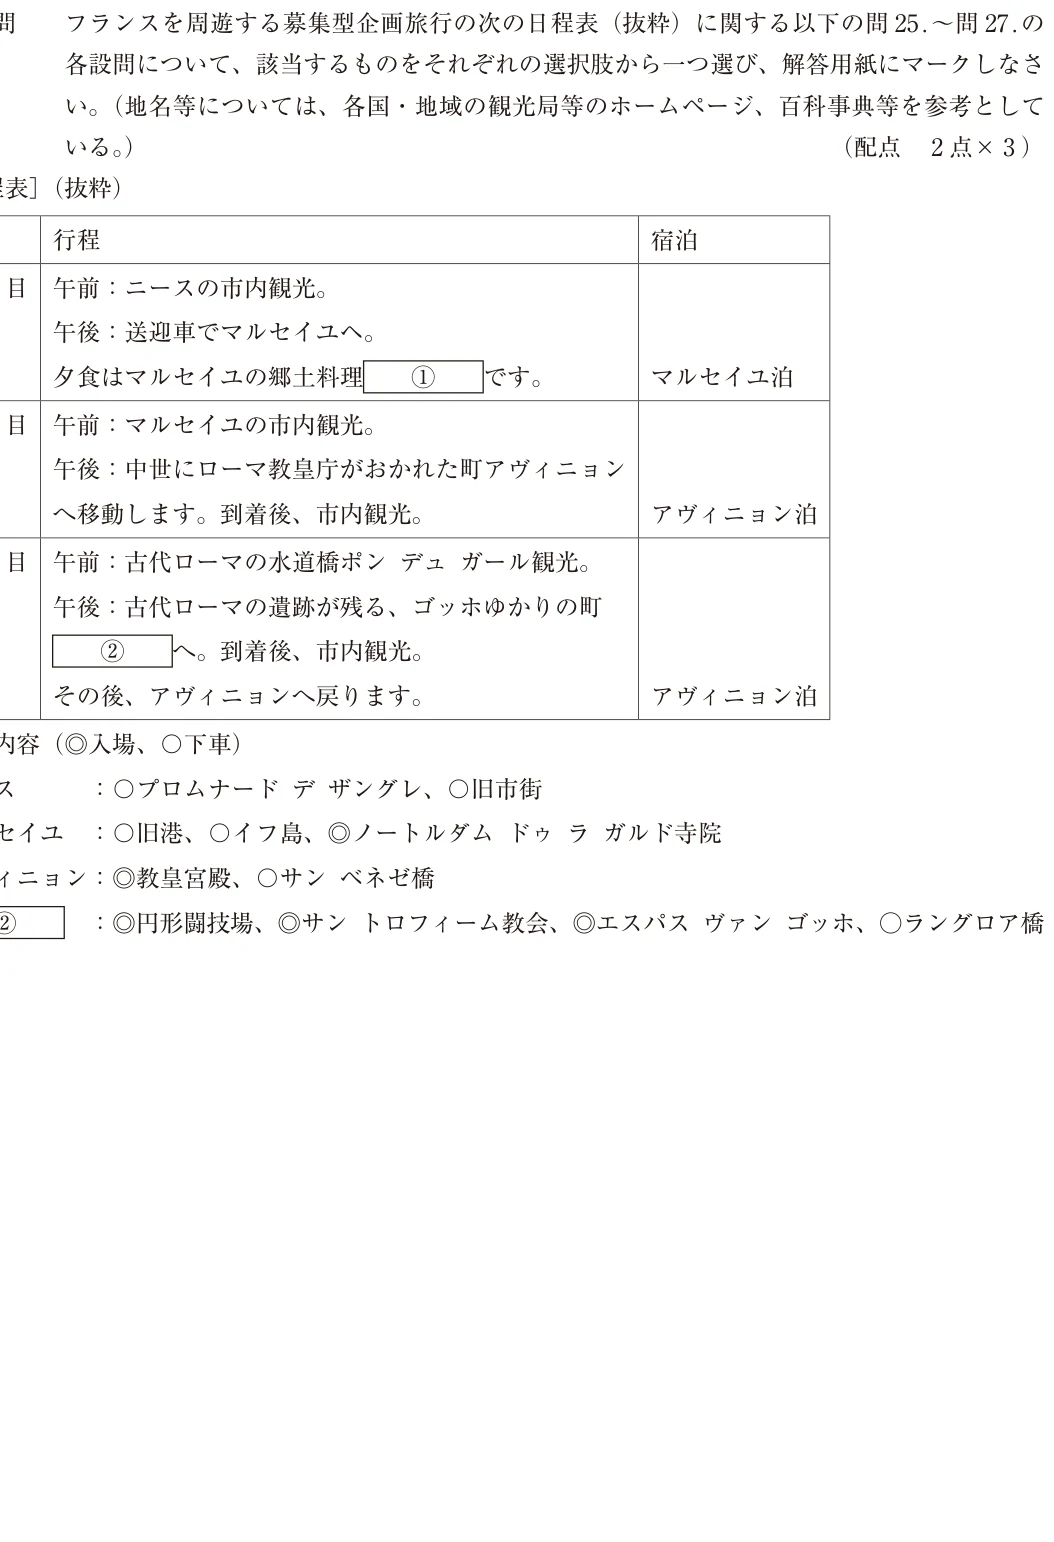 問 フランスを周遊する募集型企画旅行の次の日程表（抜粋）に関する以下の問25.～問27.の
各設問について、該当するものをそれぞれの選択肢から一つ選び、解答用紙にマークしなさ
い。（地名等については、各国・地域の観光局等のホームページ、百科事典等を参考として
いる。） （配点 2点×3）
程表］（抜粋）
行程 宿泊
目 午前：ニースの市内観光。
午後：送迎車でマルセイユへ。
夕食はマルセイユの郷土料理 ① です。 マルセイユ泊
目 午前：マルセイユの市内観光。
午後：中世にローマ教皇庁がおかれた町アヴィニョン
へ移動します。到着後、市内観光。 アヴィニョン泊
目 午前：古代ローマの水道橋ポン デュ ガール観光。
午後：古代ローマの遺跡が残る、ゴッホゆかりの町
② へ。到着後、市内観光。
その後、アヴィニョンへ戻ります。 アヴィニョン泊
内容（◎入場、○下車）
ス ：○プロムナード デ ザングレ、○旧市街
セイユ ：○旧港、○イフ島、◎ノートルダム ドゥ ラ ガルド寺院
ィニョン：◎教皇宮殿、○サン ベネゼ橋
② ：◎円形闘技場、◎サン トロフィーム教会、◎エスパス ヴァン ゴッホ、○ラングロア橋